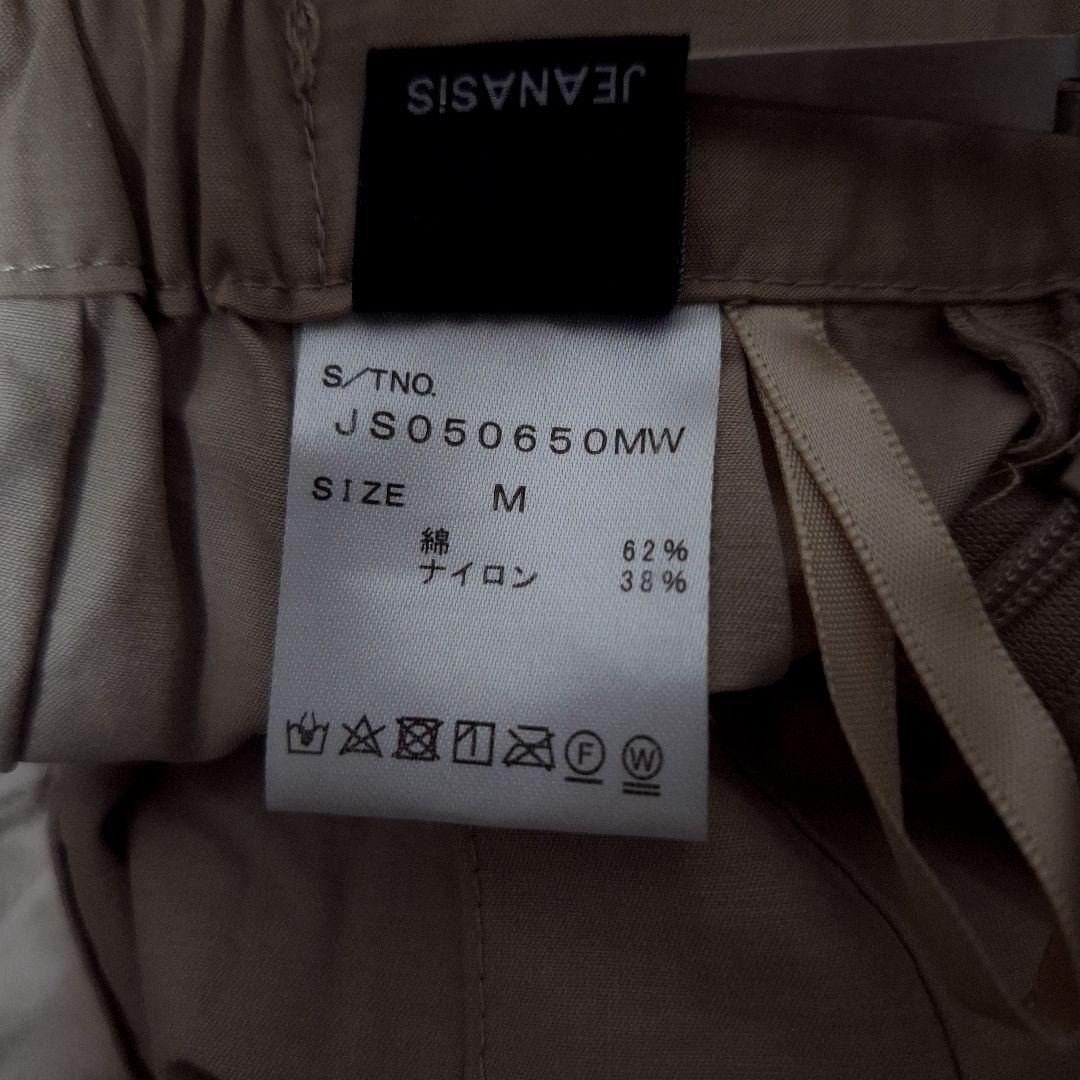 JEANASiS
S/TNO.
JS050650MW
SIZE M
綿 62%
ナイロン 38%
F W